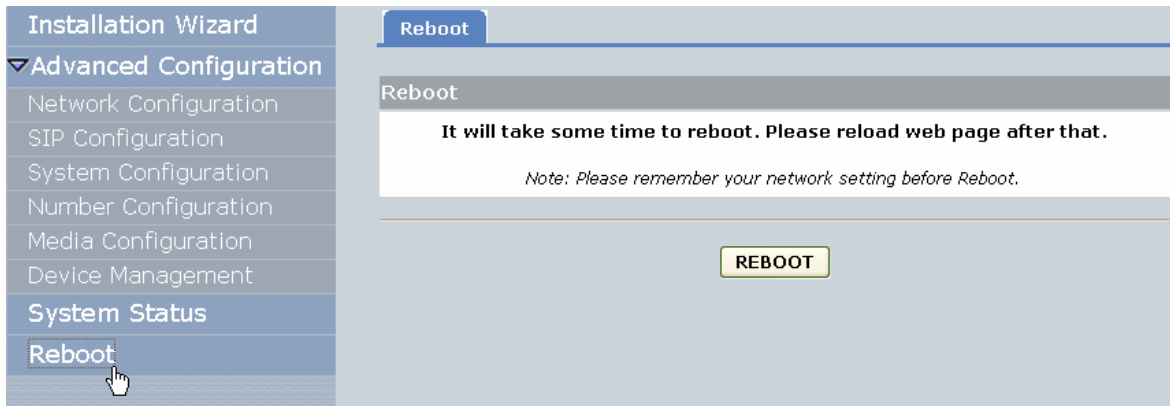 Installation Wizard
Advanced Configuration
Network Configuration
SIP Configuration
System Configuration
Number Configuration
Media Configuration
Device Management
System Status
Reboot
Reboot
Reboot
It will take some time to reboot. Please reload web page after that.
Note: Please remember your network setting before Reboot.
REBOOT